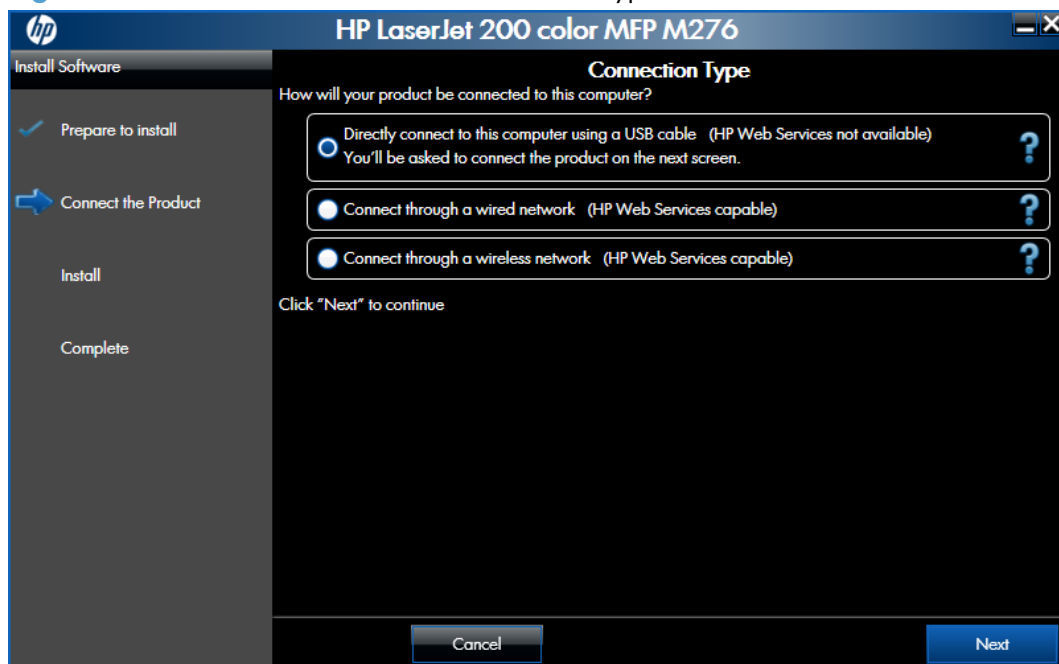 hp
HP LaserJet 200 color MFP M276
Install Software
Prepare to install
Connect the Product
Install
Complete
Connection Type
How will your product be connected to this computer?
Directly connect to this computer using a USB cable (HP Web Services not available)
You'll be asked to connect the product on the next screen.
?
Connect through a wired network (HP Web Services capable)
?
Connect through a wireless network (HP Web Services capable)
?
Click "Next" to continue
Cancel
Next